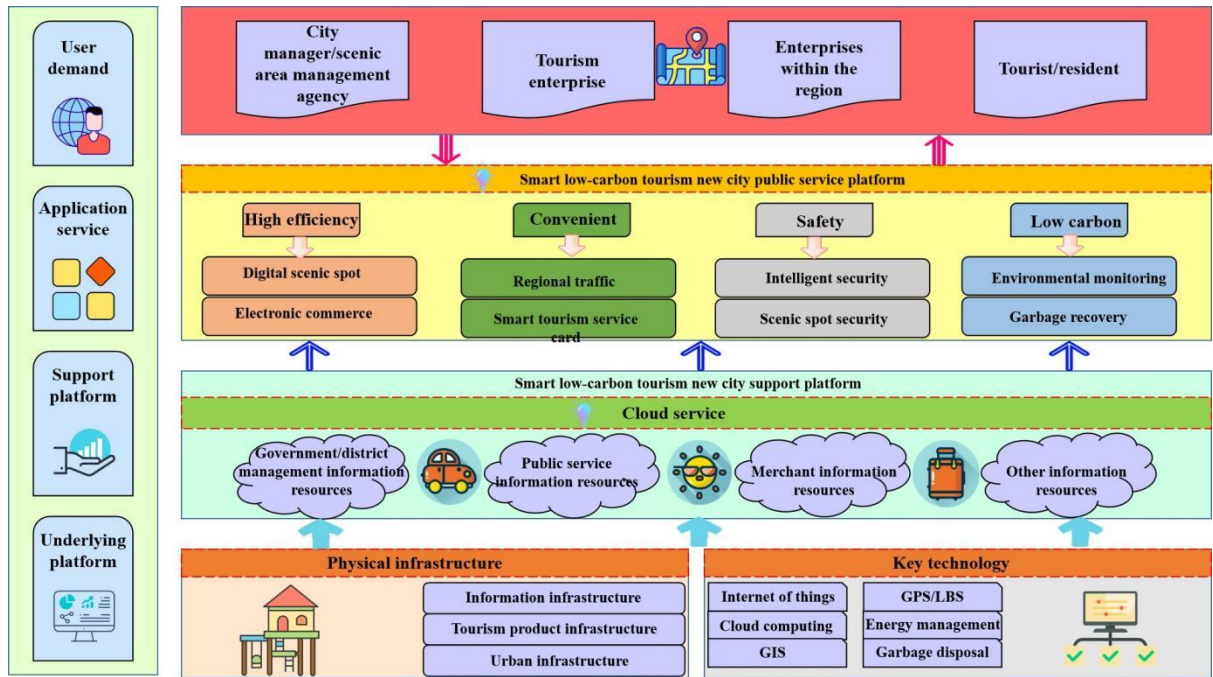 User
demand
Application
service
Support
platform
Underlying
platform
City
manager/scenic
area management
agency
Tourism
enterprise
Enterprises
within the
region
Tourist/resident
Smart low-carbon tourism new city public service platform
High efficiency
Convenient
Safety
Low carbon
Digital scenic spot
Regional traffic
Intelligent security
Environmental monitoring
Electronic commerce
Smart tourism service
card
Scenic spot security
Garbage recovery
Smart low-carbon tourism new city support platform
Cloud service
Government/district
management information
resources
Public service
information resources
Merchant information
resources
Other information
resources
Physical infrastructure
Information infrastructure
Tourism product infrastructure
Urban infrastructure
Key technology
Internet of things
GPS/LBS
Cloud computing
Energy management
GIS
Garbage disposal